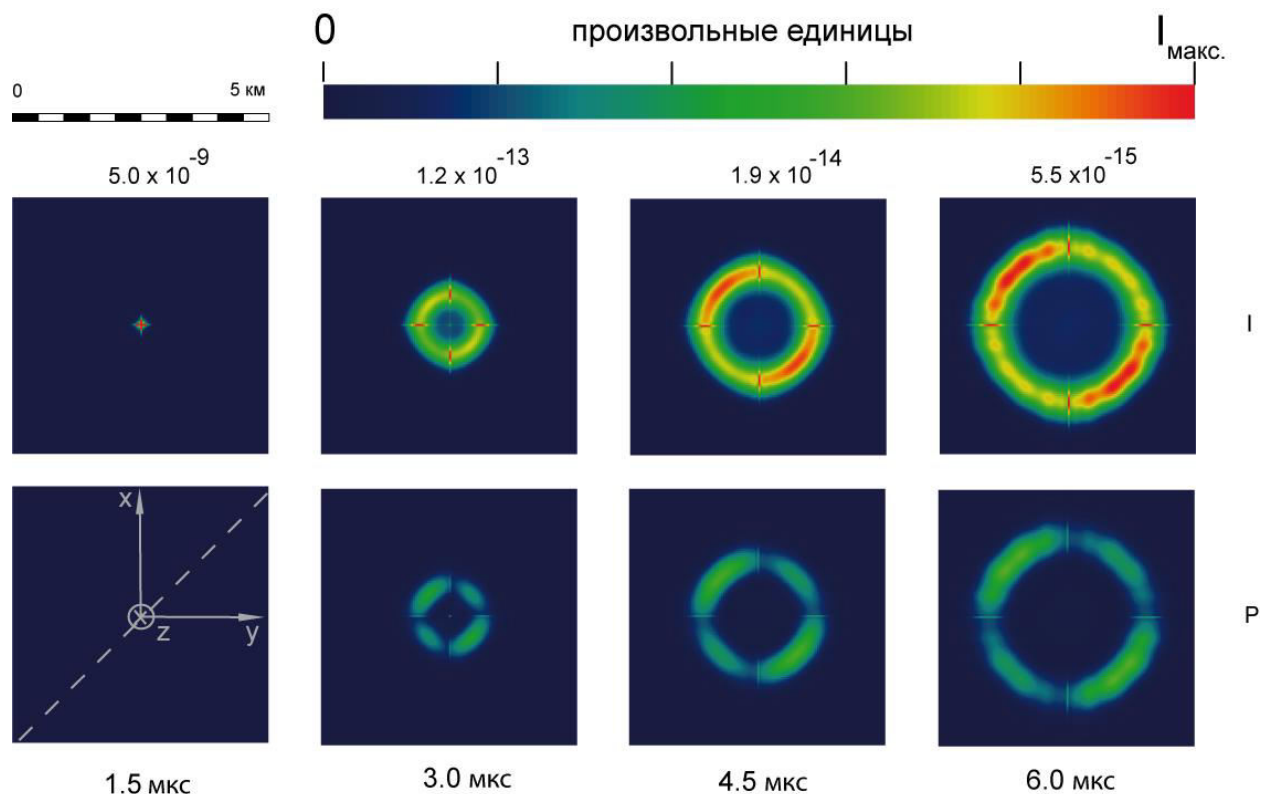 0 произвольные единицы Iмакс.
0 5 км
5.0 x 10^-9 1.2 x 10^-13 1.9 x 10^-14 5.5 x10^-15
I
x
z y
P
1.5 мкс 3.0 мкс 4.5 мкс 6.0 мкс